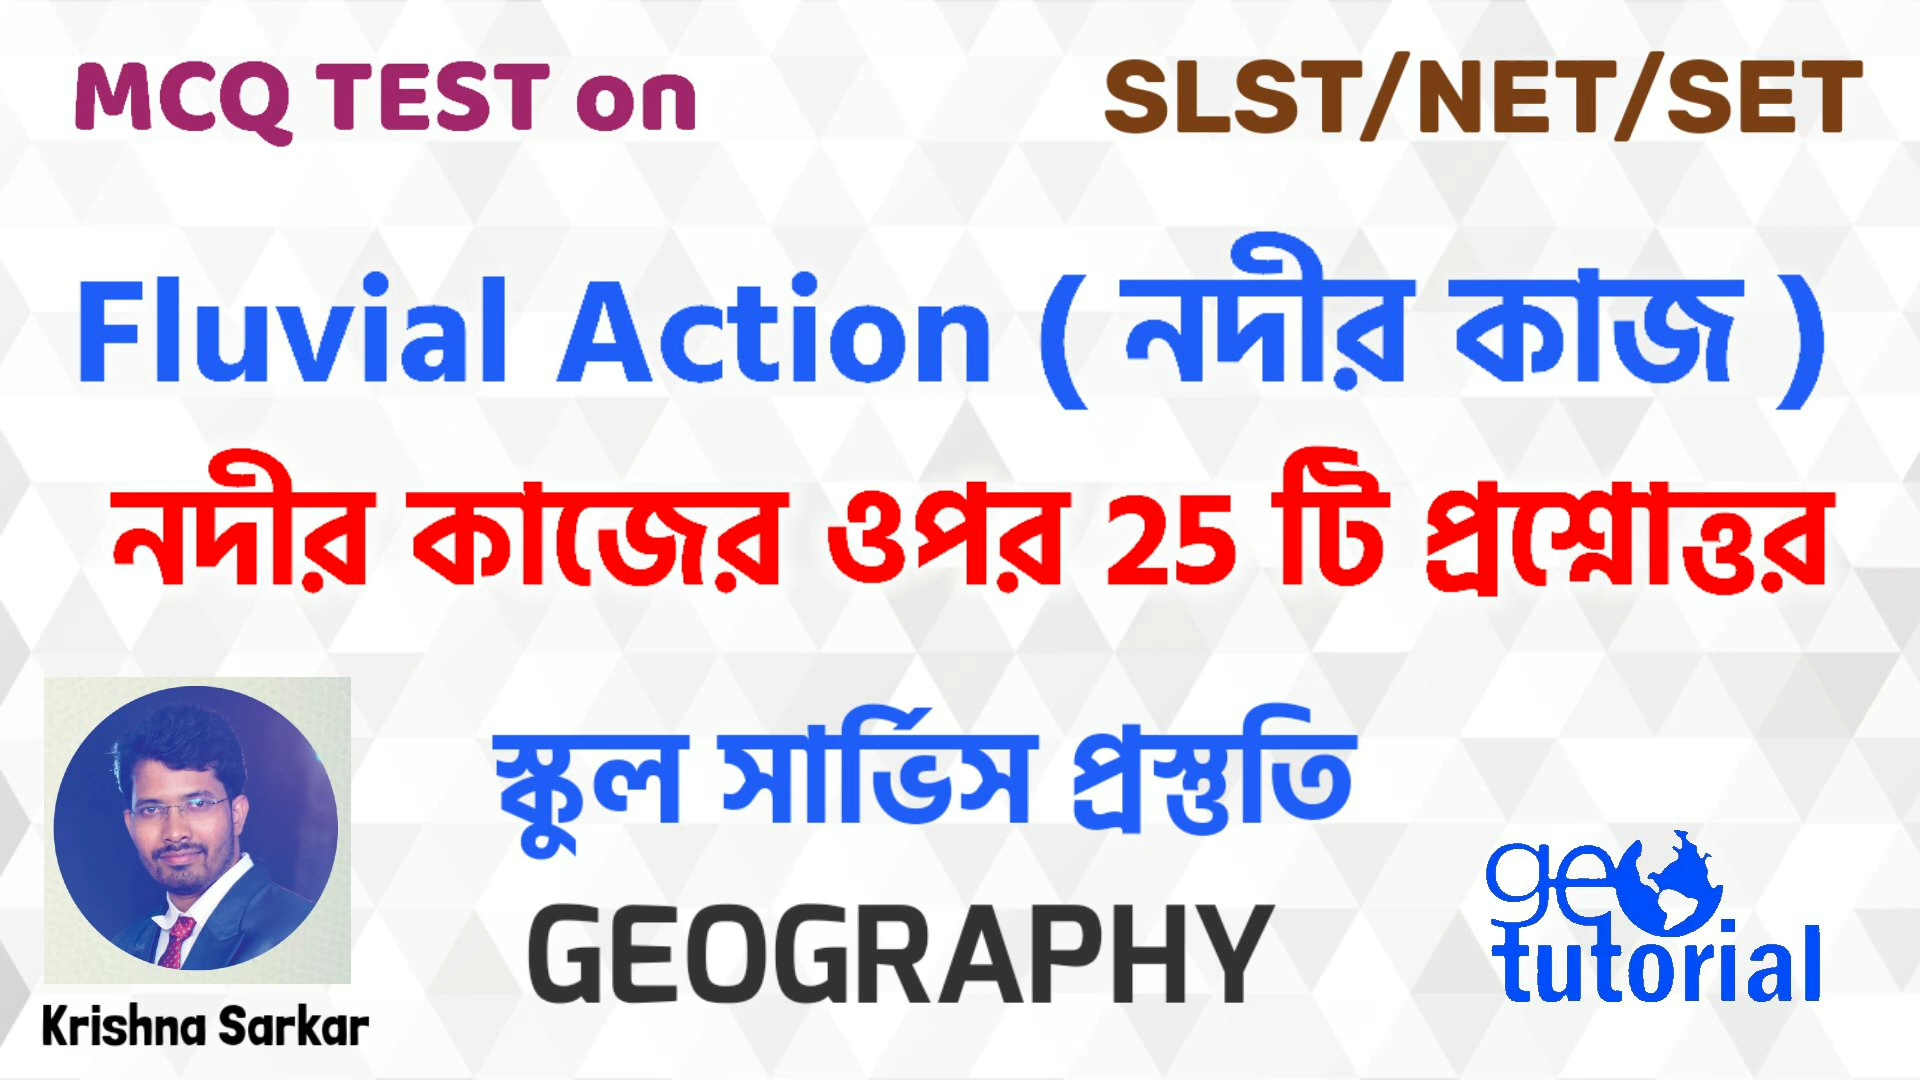 MCQ TEST on
SLST/NET/SET
Fluvial Action ( নদীর কাজ )
নদীর কাজের ওপর 25 টি প্রশ্নোত্তর
স্কুল সার্ভিস প্রস্তুতি
GEOGRAPHY
geo
tutorial
Krishna Sarkar